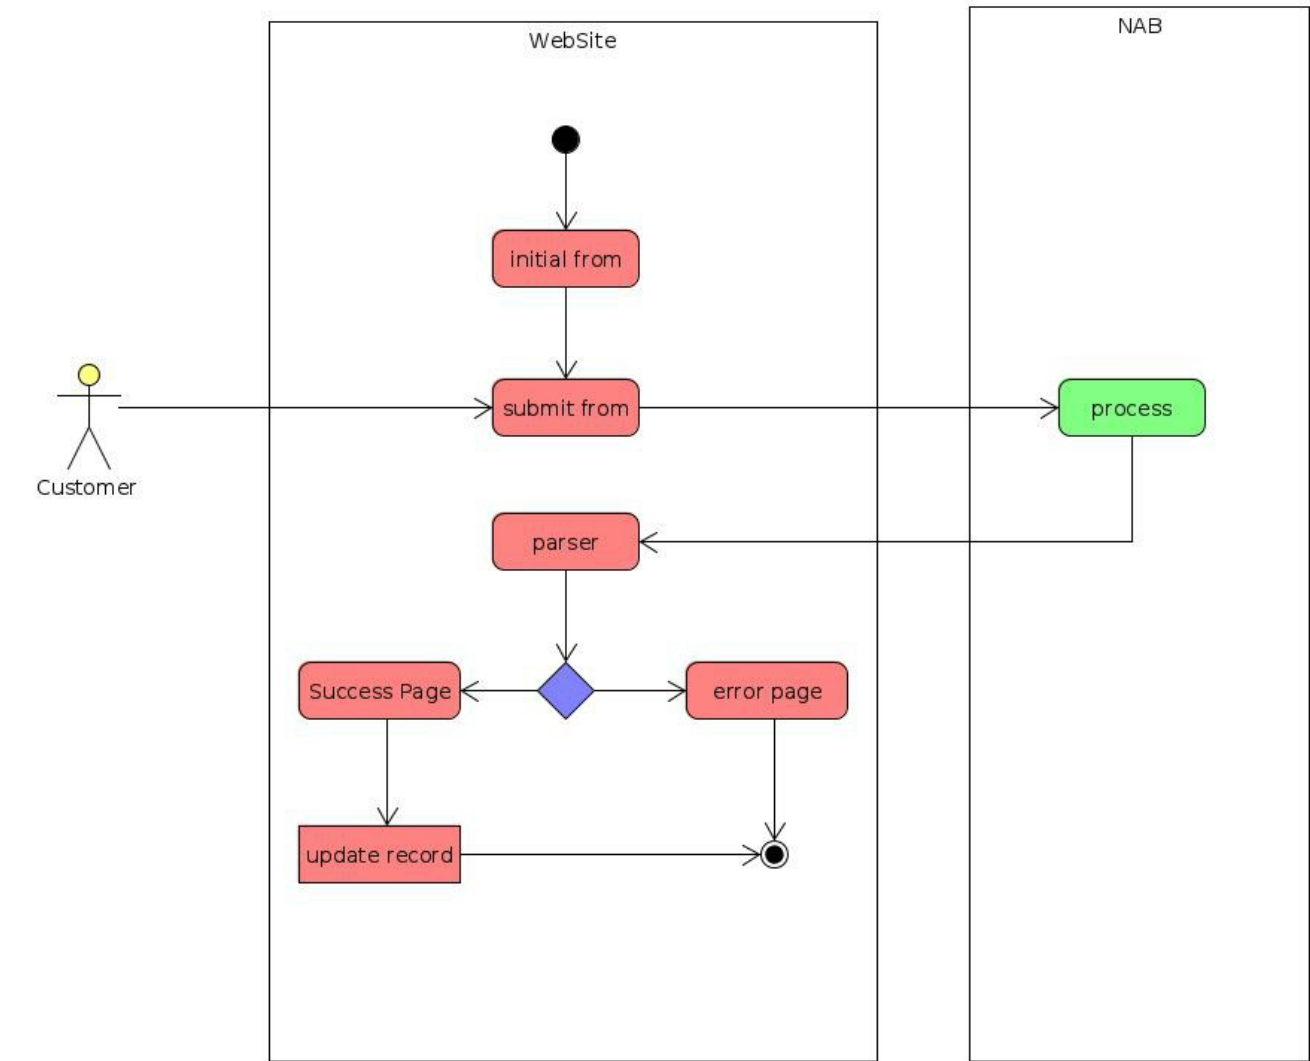 WebSite
NAB
initial from
submit from
process
Customer
parser
Success Page
error page
update record